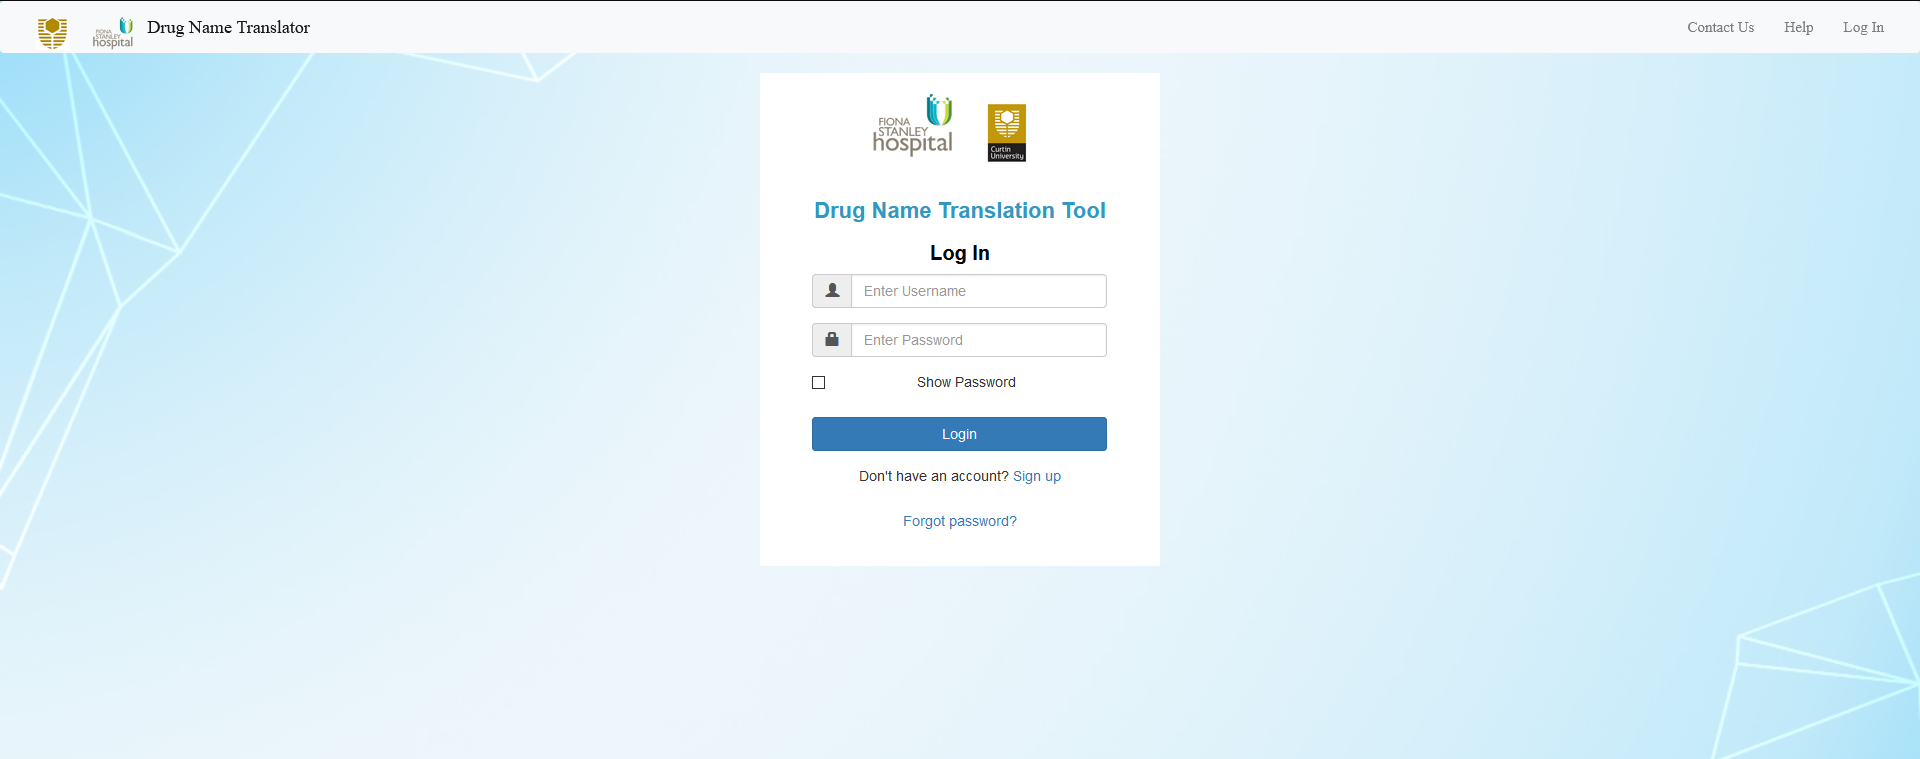 FIONA
STANLEY
hospital
Drug Name Translator
Contact Us
Help
Log In
FIONA
STANLEY
hospital
Curtin
University
Drug Name Translation Tool
Log In
Enter Username
Enter Password
Show Password
Login
Don't have an account? Sign up
Forgot password?